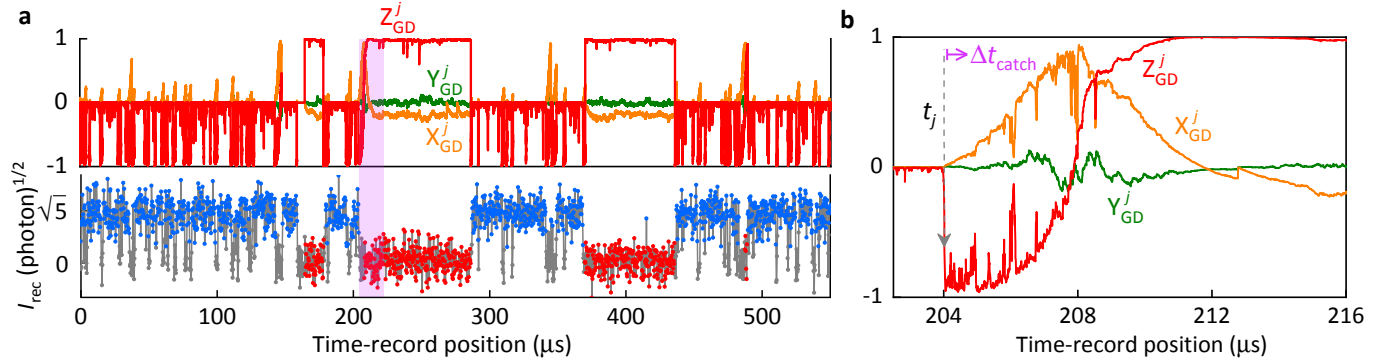 a
Z^j_GD
Y^j_GD
X^j_GD
1
0
-1
I_rec (photon)^1/2
√5
0
0 100 200 300 400 500
Time-record position (μs)
b
1
0
-1
Δt_catch
t_j
Z^j_GD
X^j_GD
Y^j_GD
204 208 212 216
Time-record position (μs)